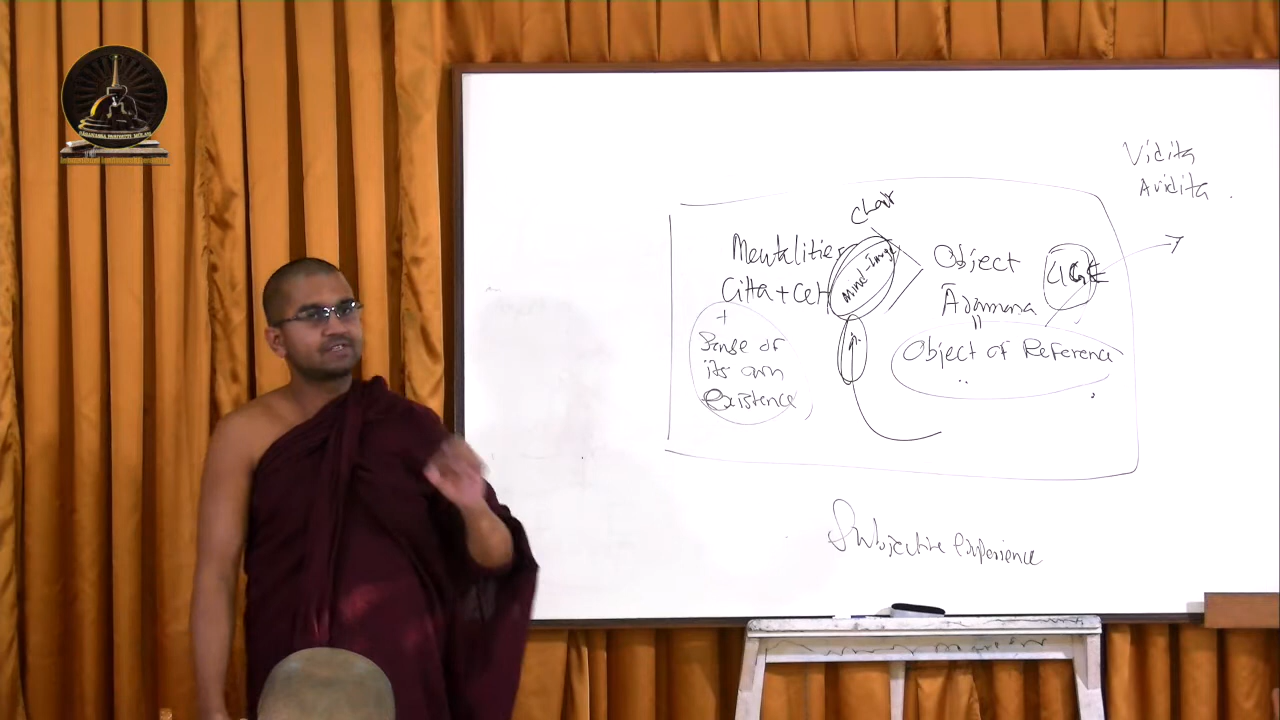 Vidita
Avidita
chair
Mentalities
Mind-Image
Object
Citta + Cet
Arammana
+
Sense of
its own
Existence,
Object of Reference
Subjective Experience